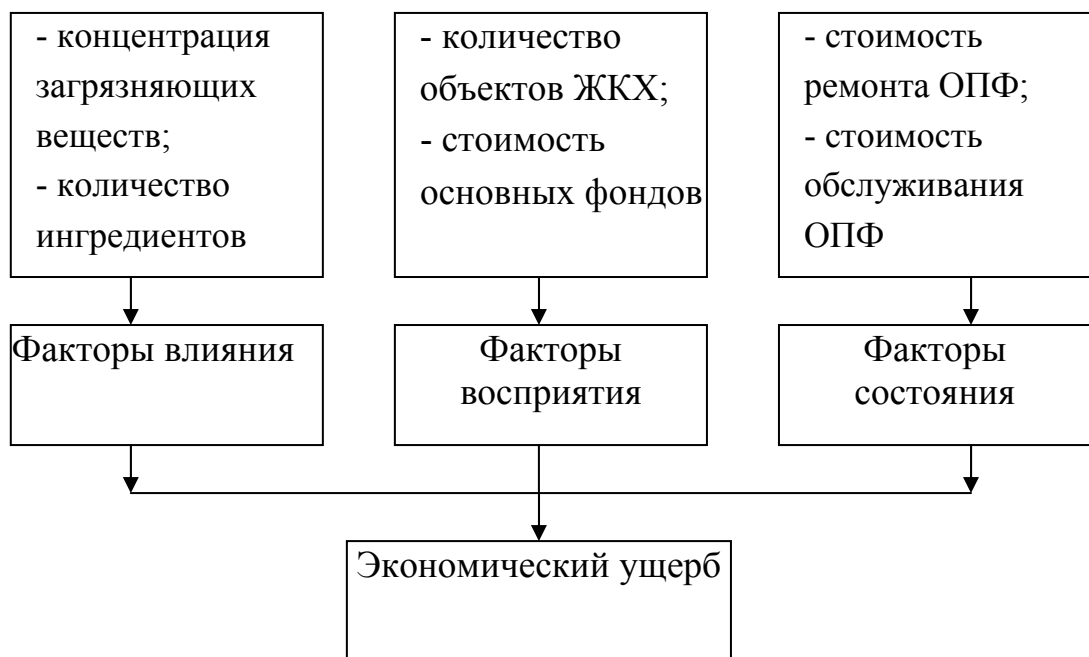 - концентрация
загрязняющих
веществ;
- количество
ингредиентов
- количество
объектов ЖКХ;
- стоимость
основных фондов
- стоимость
ремонта ОПФ;
- стоимость
обслуживания
ОПФ
Факторы влияния
Факторы
восприятия
Факторы
состояния
Экономический ущерб